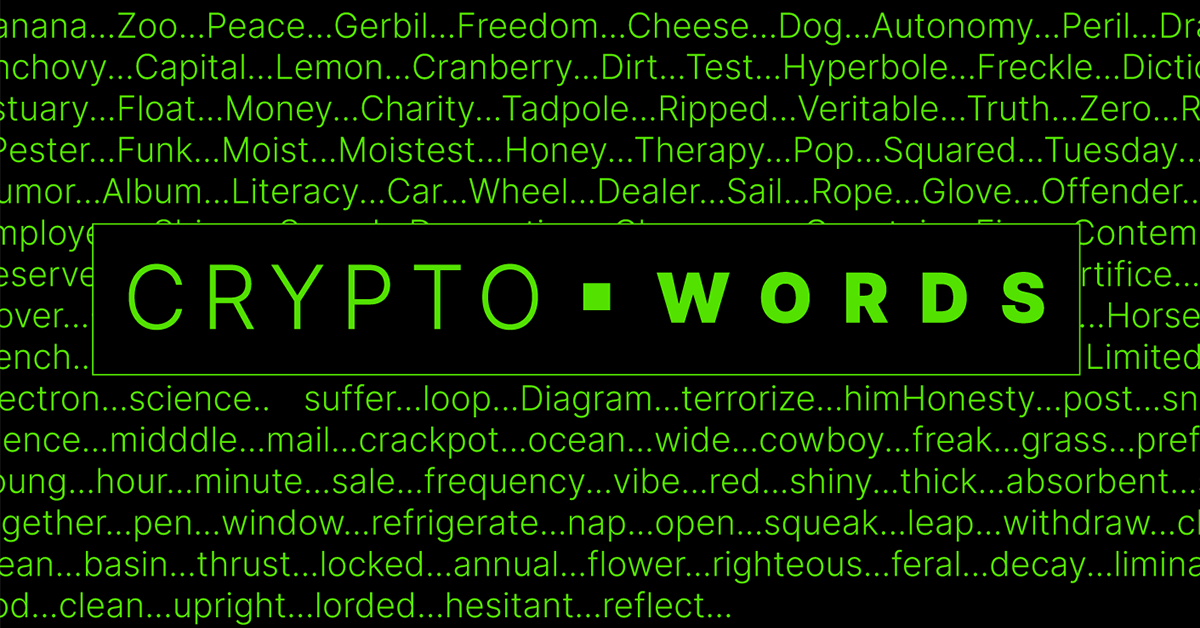 anana...Zoo...Peace...Gerbil...Freedom...Cheese...Dog...Autonomy...Peril...Dra
nchovy...Capital...Lemon...Cranberry...Dirt...Test...Hyperbole...Freckle...Dictio
stuary...Float...Money...Charity...Tadpole...Ripped...Veritable...Truth...Zero...R
Pester...Funk...Moist...Moistest...Honey...Therapy...Pop...Squared...Tuesday...
umor...Album...Literacy...Car...Wheel...Dealer...Sail...Rope...Glove...Offender...
mploye Contem
eserve rtifice...
CRYPTO ▪ WORDS
over... ...Horse
ench.. Limited
ectron...science.. suffer...loop...Diagram...terrorize...himHonesty...post...sn
ience...midddle...mail...crackpot...ocean...wide...cowboy...freak...grass...pref
oung...hour...minute...sale...frequency...vibe...red...shiny...thick...absorbent...
ogether...pen...window...refrigerate...nap...open...squeak...leap...withdraw...cl
ean...basin...thrust...locked...annual...flower...righteous...feral...decay...limina
od...clean...upright...lorded...hesitant...reflect...